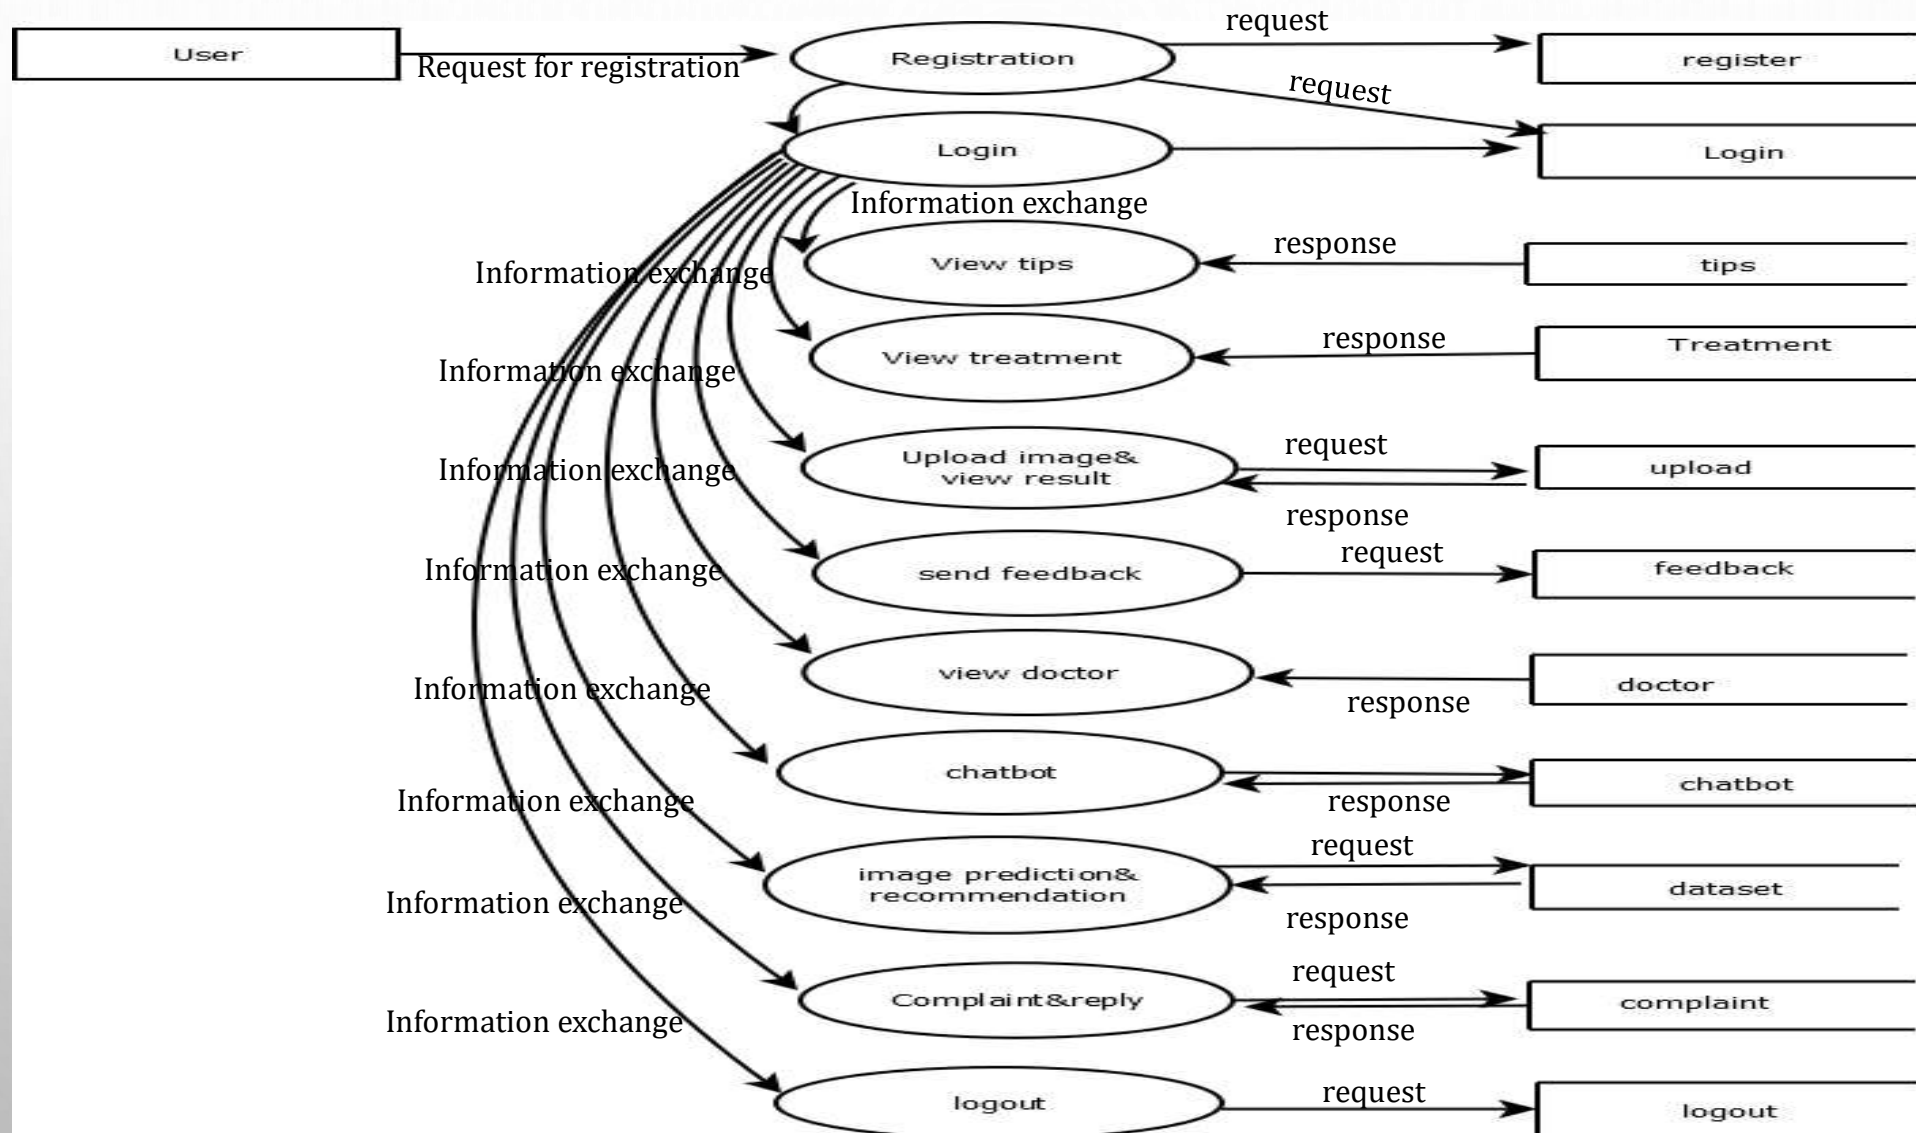 request
User
Request for registration
Registration
register
request
Login
Login
Information exchange
View tips
response
tips
Information exchange
View treatment
response
Treatment
Information exchange
Upload image&
view result
request
upload
Information exchange
response
request
send feedback
feedback
Information exchange
view doctor
doctor
response
Information exchange
chatbot
chatbot
response
Information exchange
request
image prediction&
recommendation
dataset
response
Information exchange
request
Complaint&reply
complaint
response
Information exchange
logout
request
logout